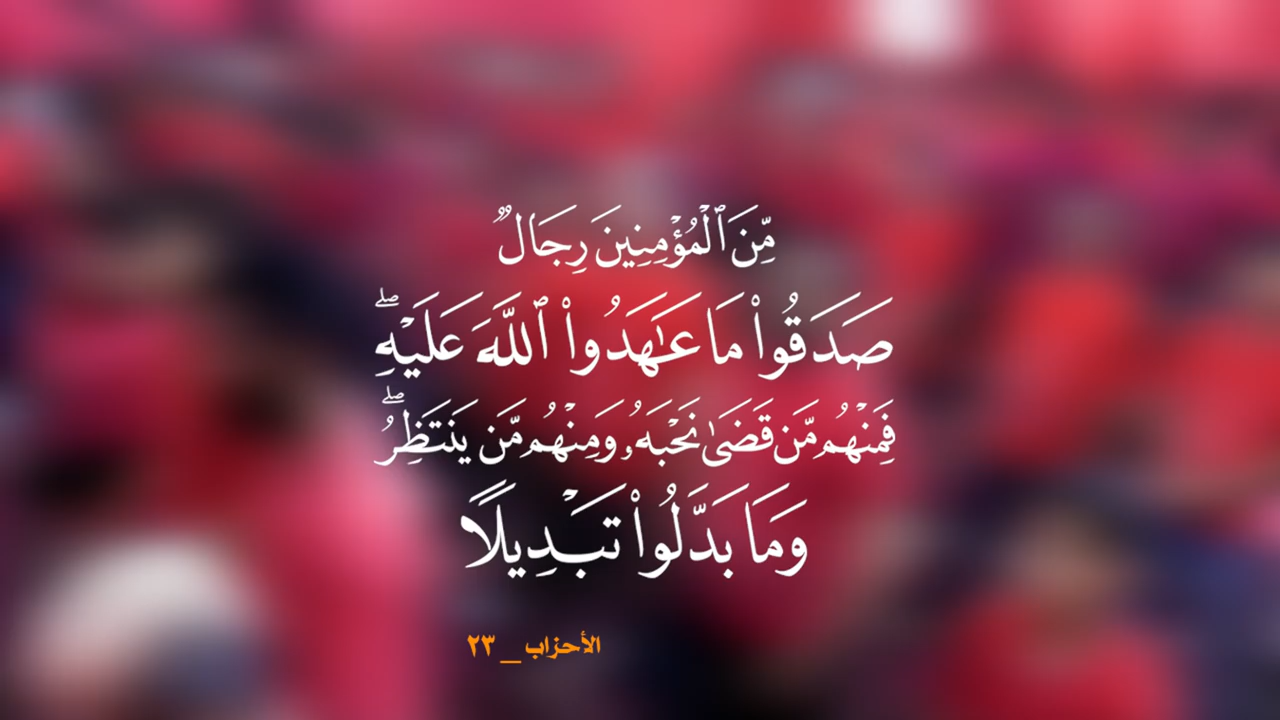 مِّنَ ٱلْمُؤْمِنِينَ رِجَالٌ
صَدَقُوا۟ مَا عَـٰهَدُوا۟ ٱللَّهَ عَلَيْهِ ۖ
فَمِنْهُم مَّن قَضَىٰ نَحْبَهُۥ وَمِنْهُم مَّن يَنتَظِرُ ۖ
وَمَا بَدَّلُوا۟ تَبْدِيلًا
الأحزاب _ ٢٣